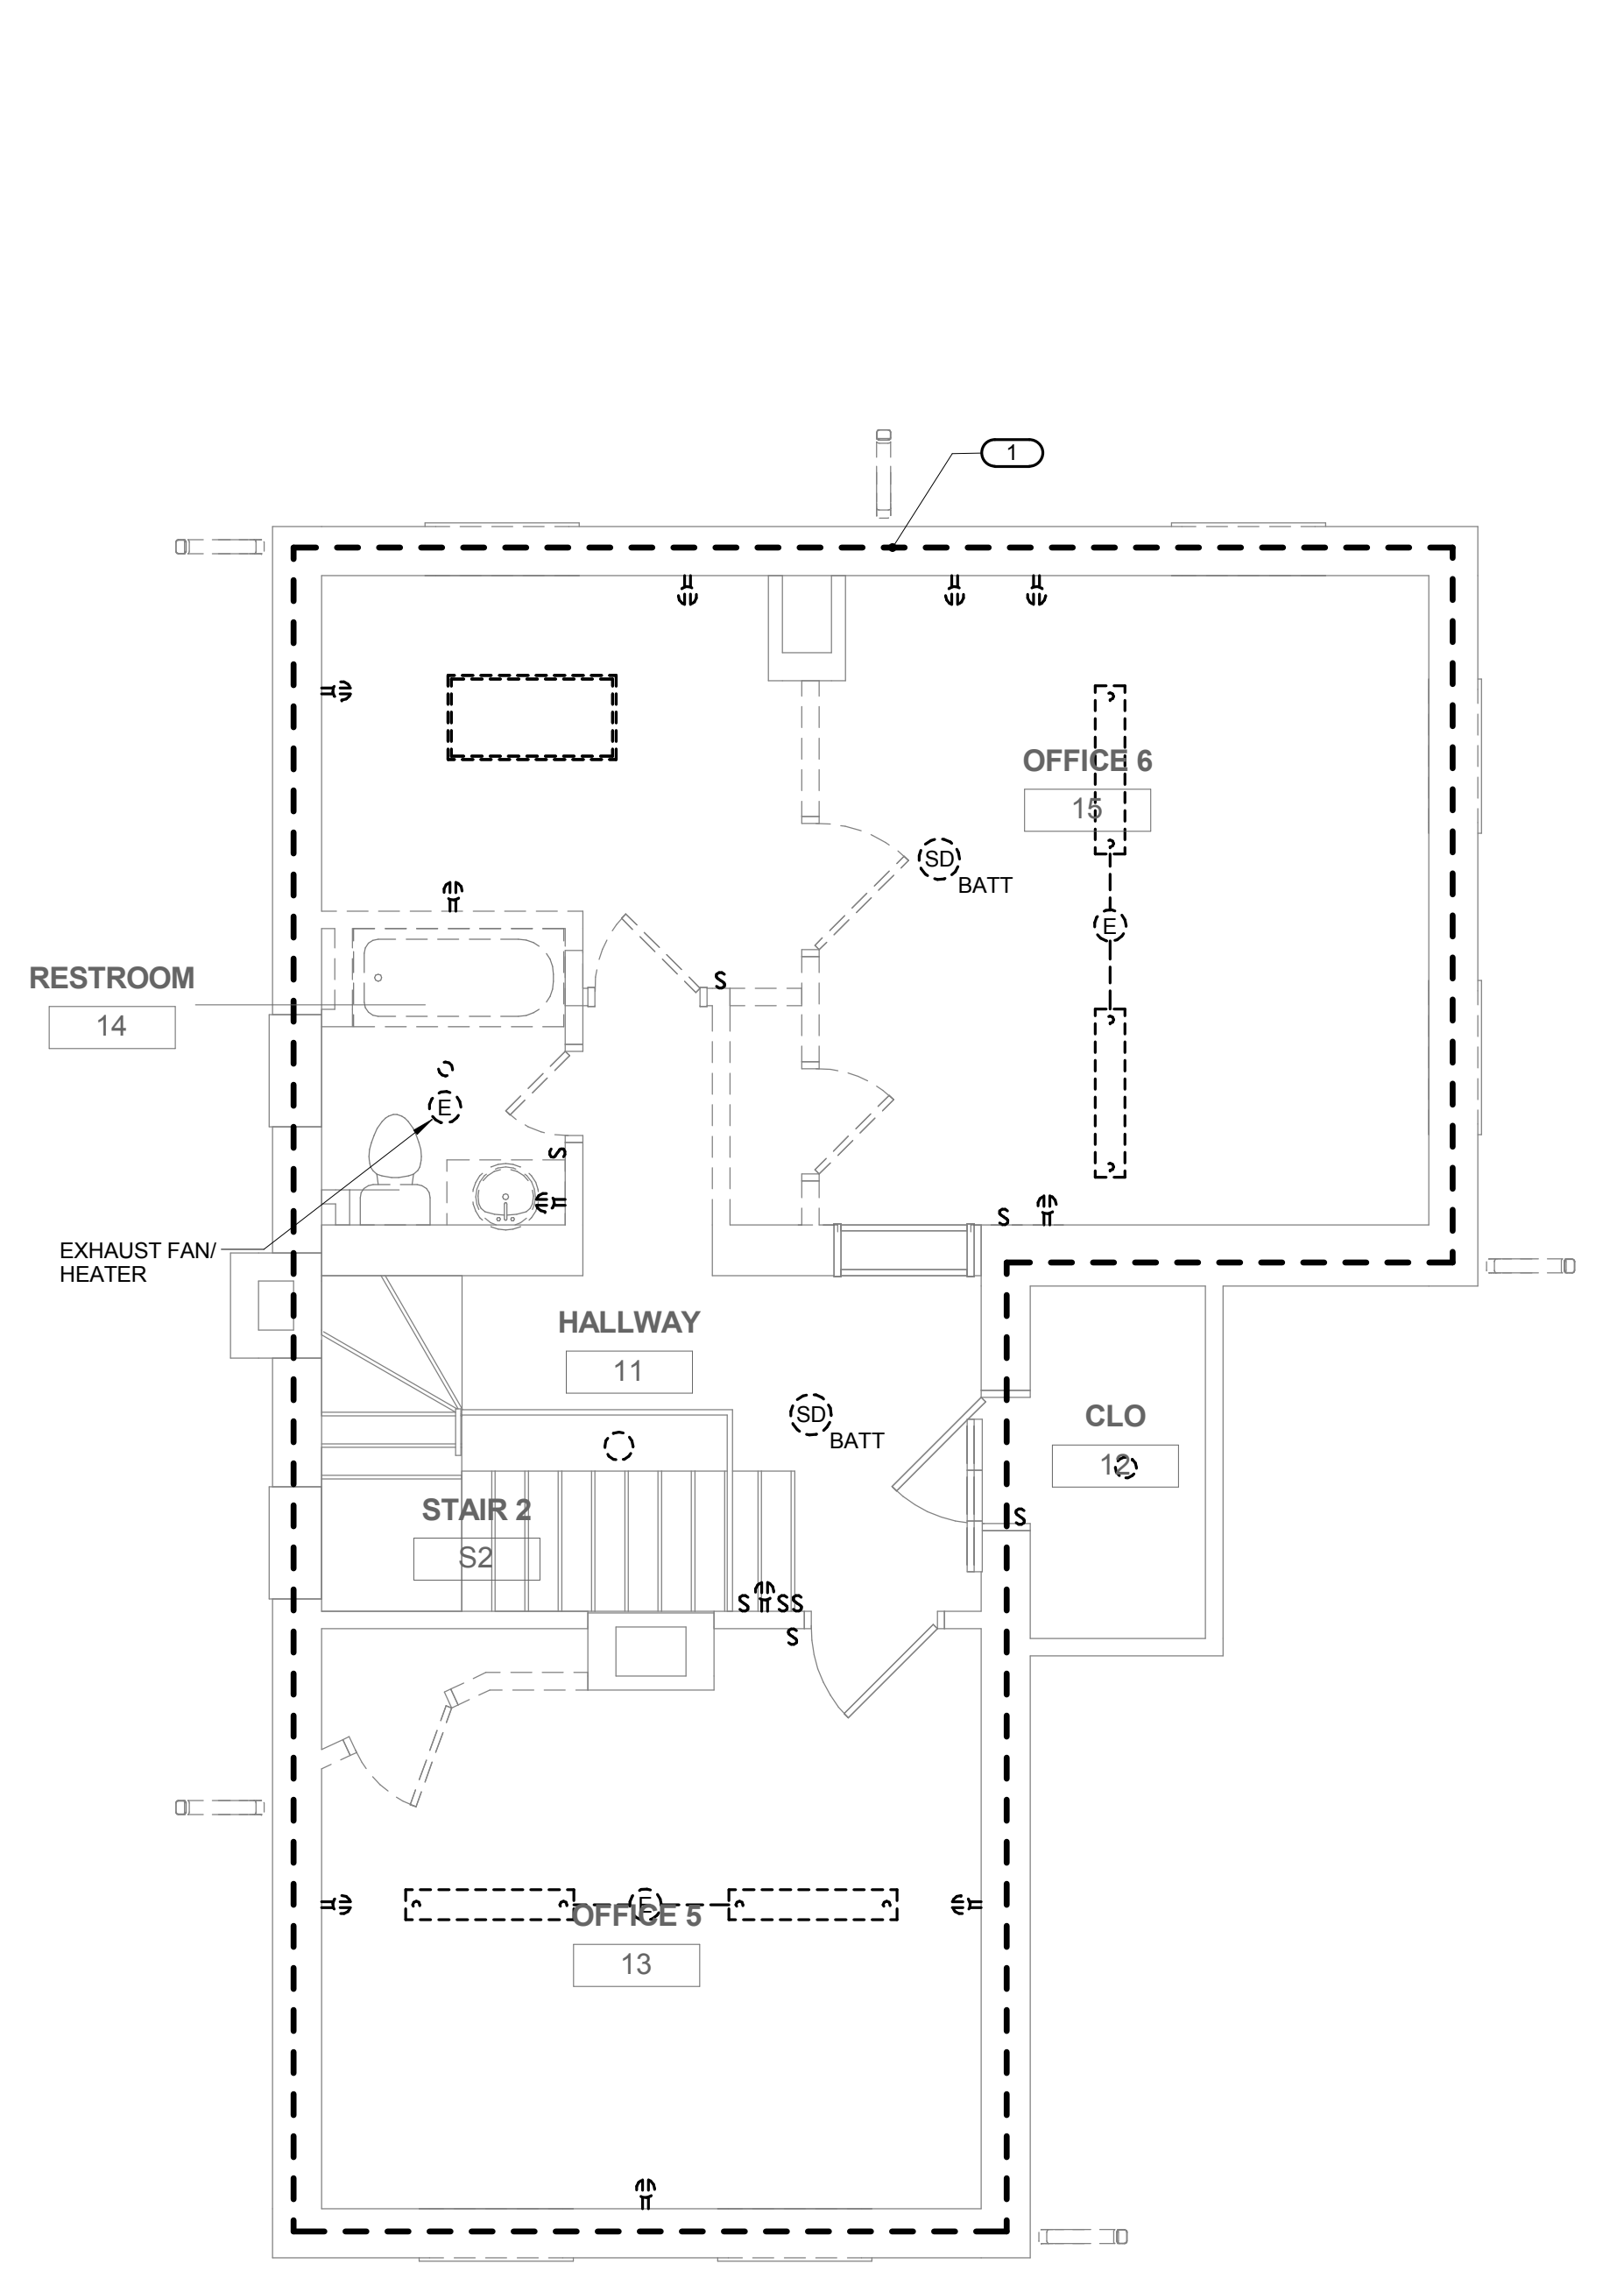 1
OFFICE 6
15
SD
BATT
E
S
RESTROOM
14
E
S
S
EXHAUST FAN/
HEATER
HALLWAY
11
SD
BATT
CLO
12
STAIR 2
S2
S
S SS
S
E
OFFICE 5
13